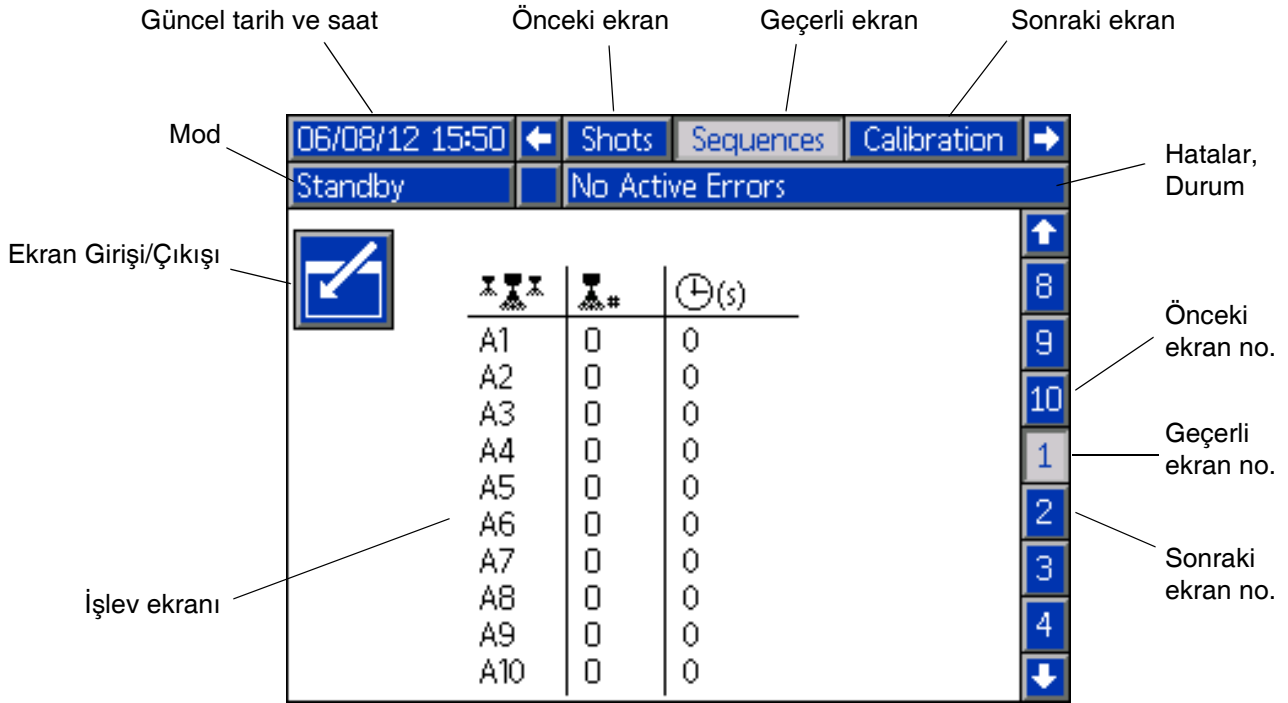 Güncel tarih ve saat
Önceki ekran
Geçerli ekran
Sonraki ekran
Mod
06/08/12 15:50
Shots
Sequences
Calibration
Standby
No Active Errors
Hatalar,
Durum
Ekran Girişi/Çıkışı
# (s)
A1 0 0
A2 0 0
A3 0 0
A4 0 0
A5 0 0
A6 0 0
A7 0 0
A8 0 0
A9 0 0
A10 0 0
İşlev ekranı
8
9
10
1
2
3
4
Önceki
ekran no.
Geçerli
ekran no.
Sonraki
ekran no.